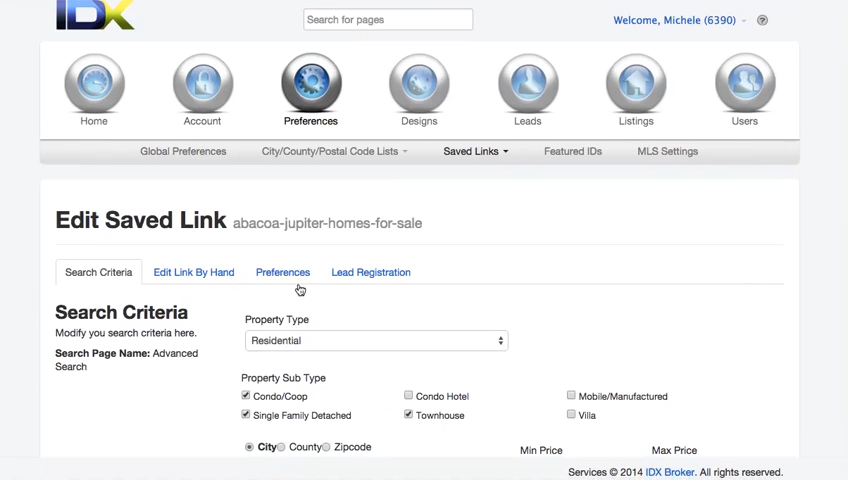 IDX
Search for pages
Welcome, Michele (6390)
?
Home
Account
Preferences
Designs
Leads
Listings
Users
Global Preferences
City/County/Postal Code Lists
Saved Links
Featured IDs
MLS Settings
Edit Saved Link abacoa-jupiter-homes-for-sale
Search Criteria
Edit Link By Hand
Preferences
Lead Registration
Search Criteria
Modify you search criteria here.
Search Page Name: Advanced
Search
Property Type
Residential
Property Sub Type
Condo/Coop
Condo Hotel
Mobile/Manufactured
Single Family Detached
Townhouse
Villa
City
County
Zipcode
Min Price
Max Price
Services © 2014 IDX Broker. All rights reserved.